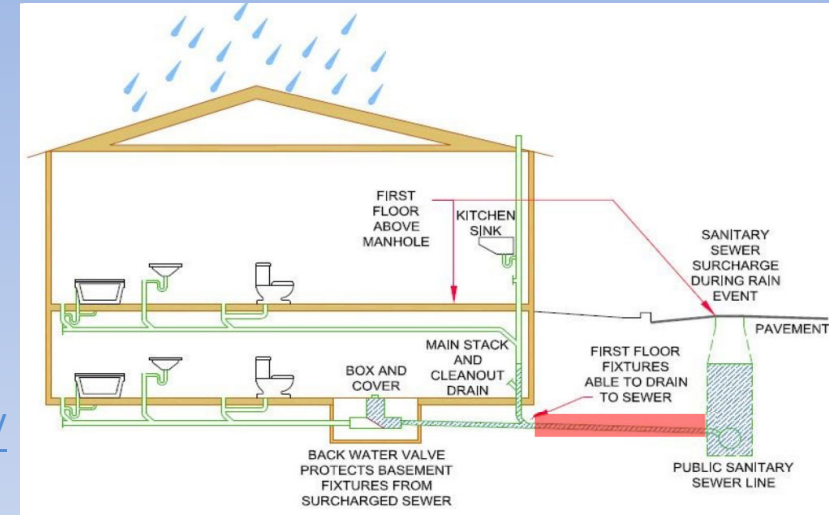 FIRST
FLOOR
ABOVE
MANHOLE
KITCHEN
SINK
SANITARY
SEWER
SURCHARGE
DURING RAIN
EVENT
PAVEMENT
MAIN STACK
AND
CLEANOUT
DRAIN
BOX AND
COVER
FIRST FLOOR
FIXTURES
ABLE TO DRAIN
TO SEWER
BACK WATER VALVE
PROTECTS BASEMENT
FIXTURES FROM
SURCHARGED SEWER
PUBLIC SANITARY
SEWER LINE